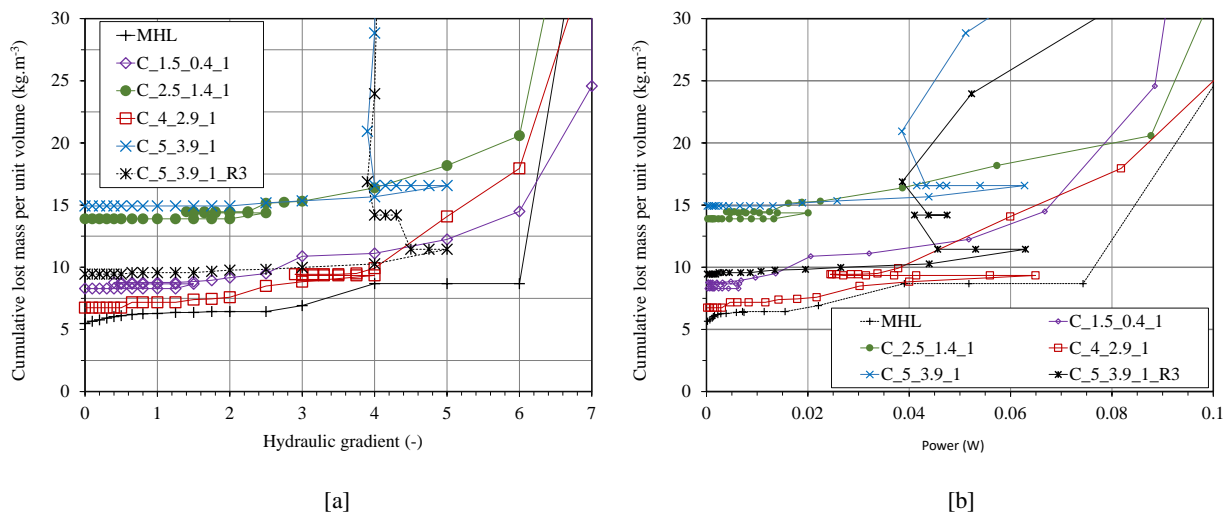 30
25
20
15
10
5
0
Cumulative lost mass per unit volume (kg.m⁻³)
MHL
C_1.5_0.4_1
C_2.5_1.4_1
C_4_2.9_1
C_5_3.9_1
C_5_3.9_1_R3
0 1 2 3 4 5 6 7
Hydraulic gradient (-)
[a]
30
25
20
15
10
5
0
Cumulative lost mass per unit volume (kg.m⁻³)
MHL C_1.5_0.4_1
C_2.5_1.4_1 C_4_2.9_1
C_5_3.9_1 C_5_3.9_1_R3
0 0.02 0.04 0.06 0.08 0.1
Power (W)
[b]